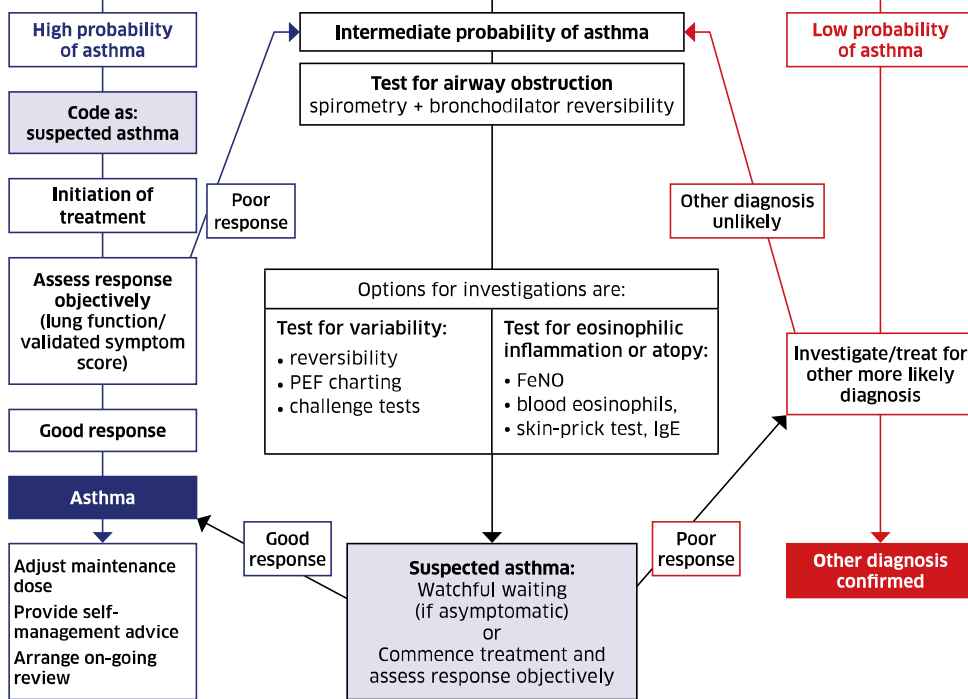 High probability
of asthma
Code as:
suspected asthma
Initiation of
treatment
Assess response
objectively
(lung function/
validated symptom
score)
Good response
Asthma
Adjust maintenance
dose
Provide self-
management advice
Arrange on-going
review
Poor
response
Intermediate probability of asthma
Test for airway obstruction
spirometry + bronchodilator reversibility
Options for investigations are:
Test for variability:
• reversibility
• PEF charting
• challenge tests
Test for eosinophilic
inflammation or atopy:
• FeNO
• blood eosinophils,
• skin-prick test, IgE
Good
response
Suspected asthma:
Watchful waiting
(if asymptomatic)
or
Commence treatment and
assess response objectively
Poor
response
Low probability
of asthma
Other diagnosis
unlikely
Investigate/treat for
other more likely
diagnosis
Other diagnosis
confirmed